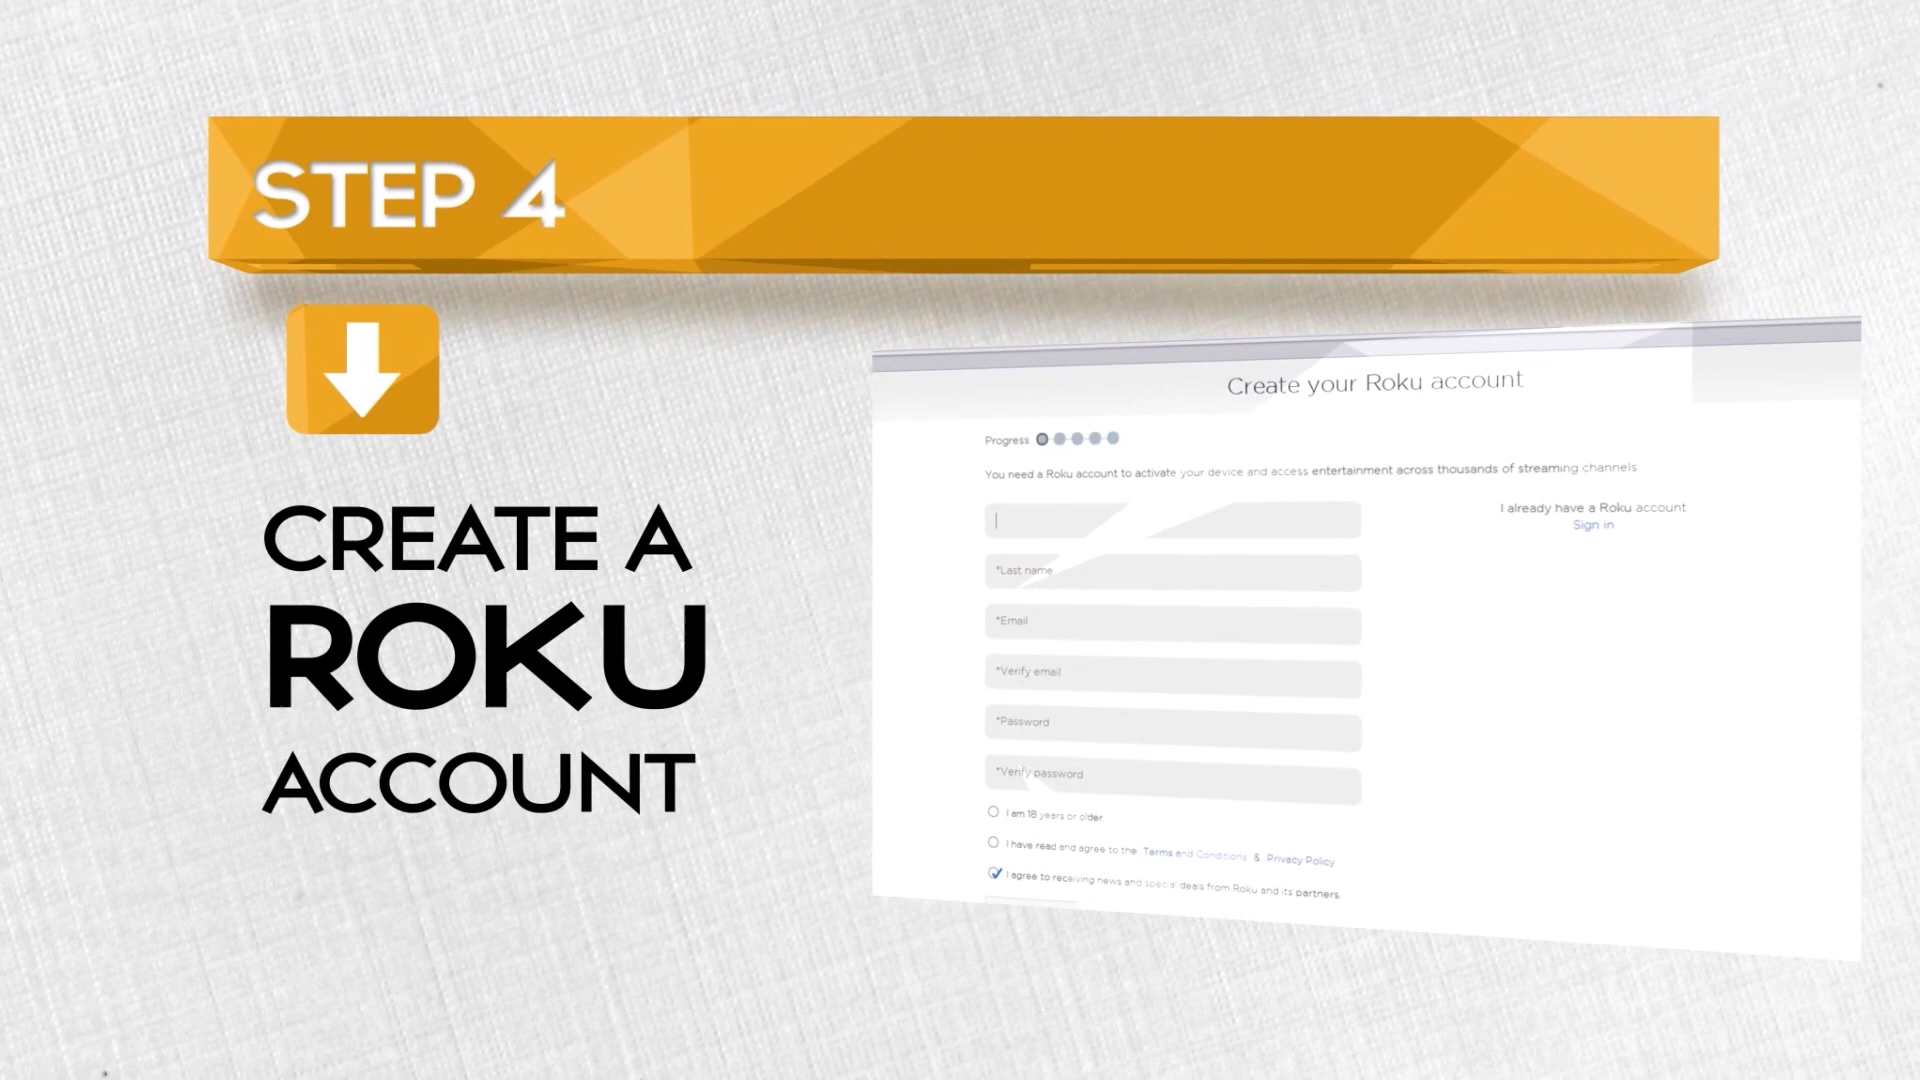 STEP 4
CREATE A
ROKU
ACCOUNT
Create your Roku account
Progress
You need a Roku account to activate your device and access entertainment across thousands of streaming channels
I already have a Roku account
Sign in
*Last name
*Email
*Verify email
*Password
*Verify password
I am 18 years or older
I have read and agree to the Terms and Conditions & Privacy Policy
I agree to receiving news and special deals from Roku and its partners.